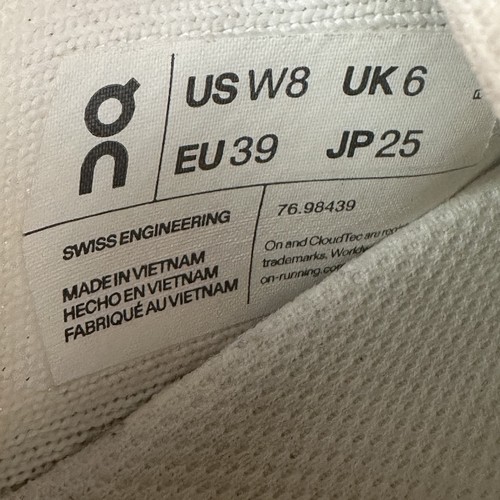 On
US W8 UK 6
EU 39 JP 25
SWISS ENGINEERING
MADE IN VIETNAM
HECHO EN VIETNAM
FABRIQUÉ AU VIETNAM
76.98439
On and CloudTec are
trademarks.
on-running.com